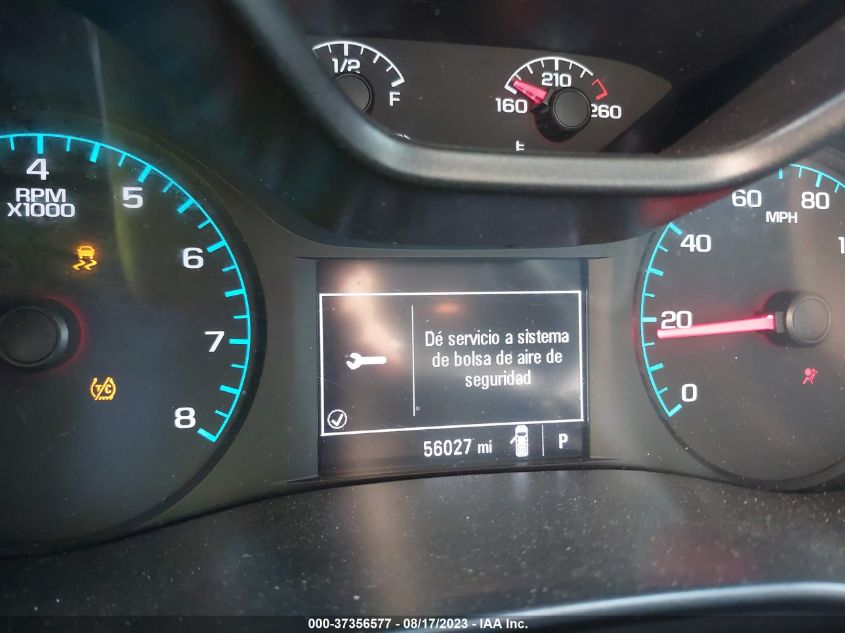 1/2
F
210
160
260
4
RPM
X1000
5
6
7
8
T/C
60
80
MPH
40
20
0
Dé servicio a sistema
de bolsa de aire de
seguridad
56027 mi
P
000-37356577 - 08/17/2023 - IAA Inc.